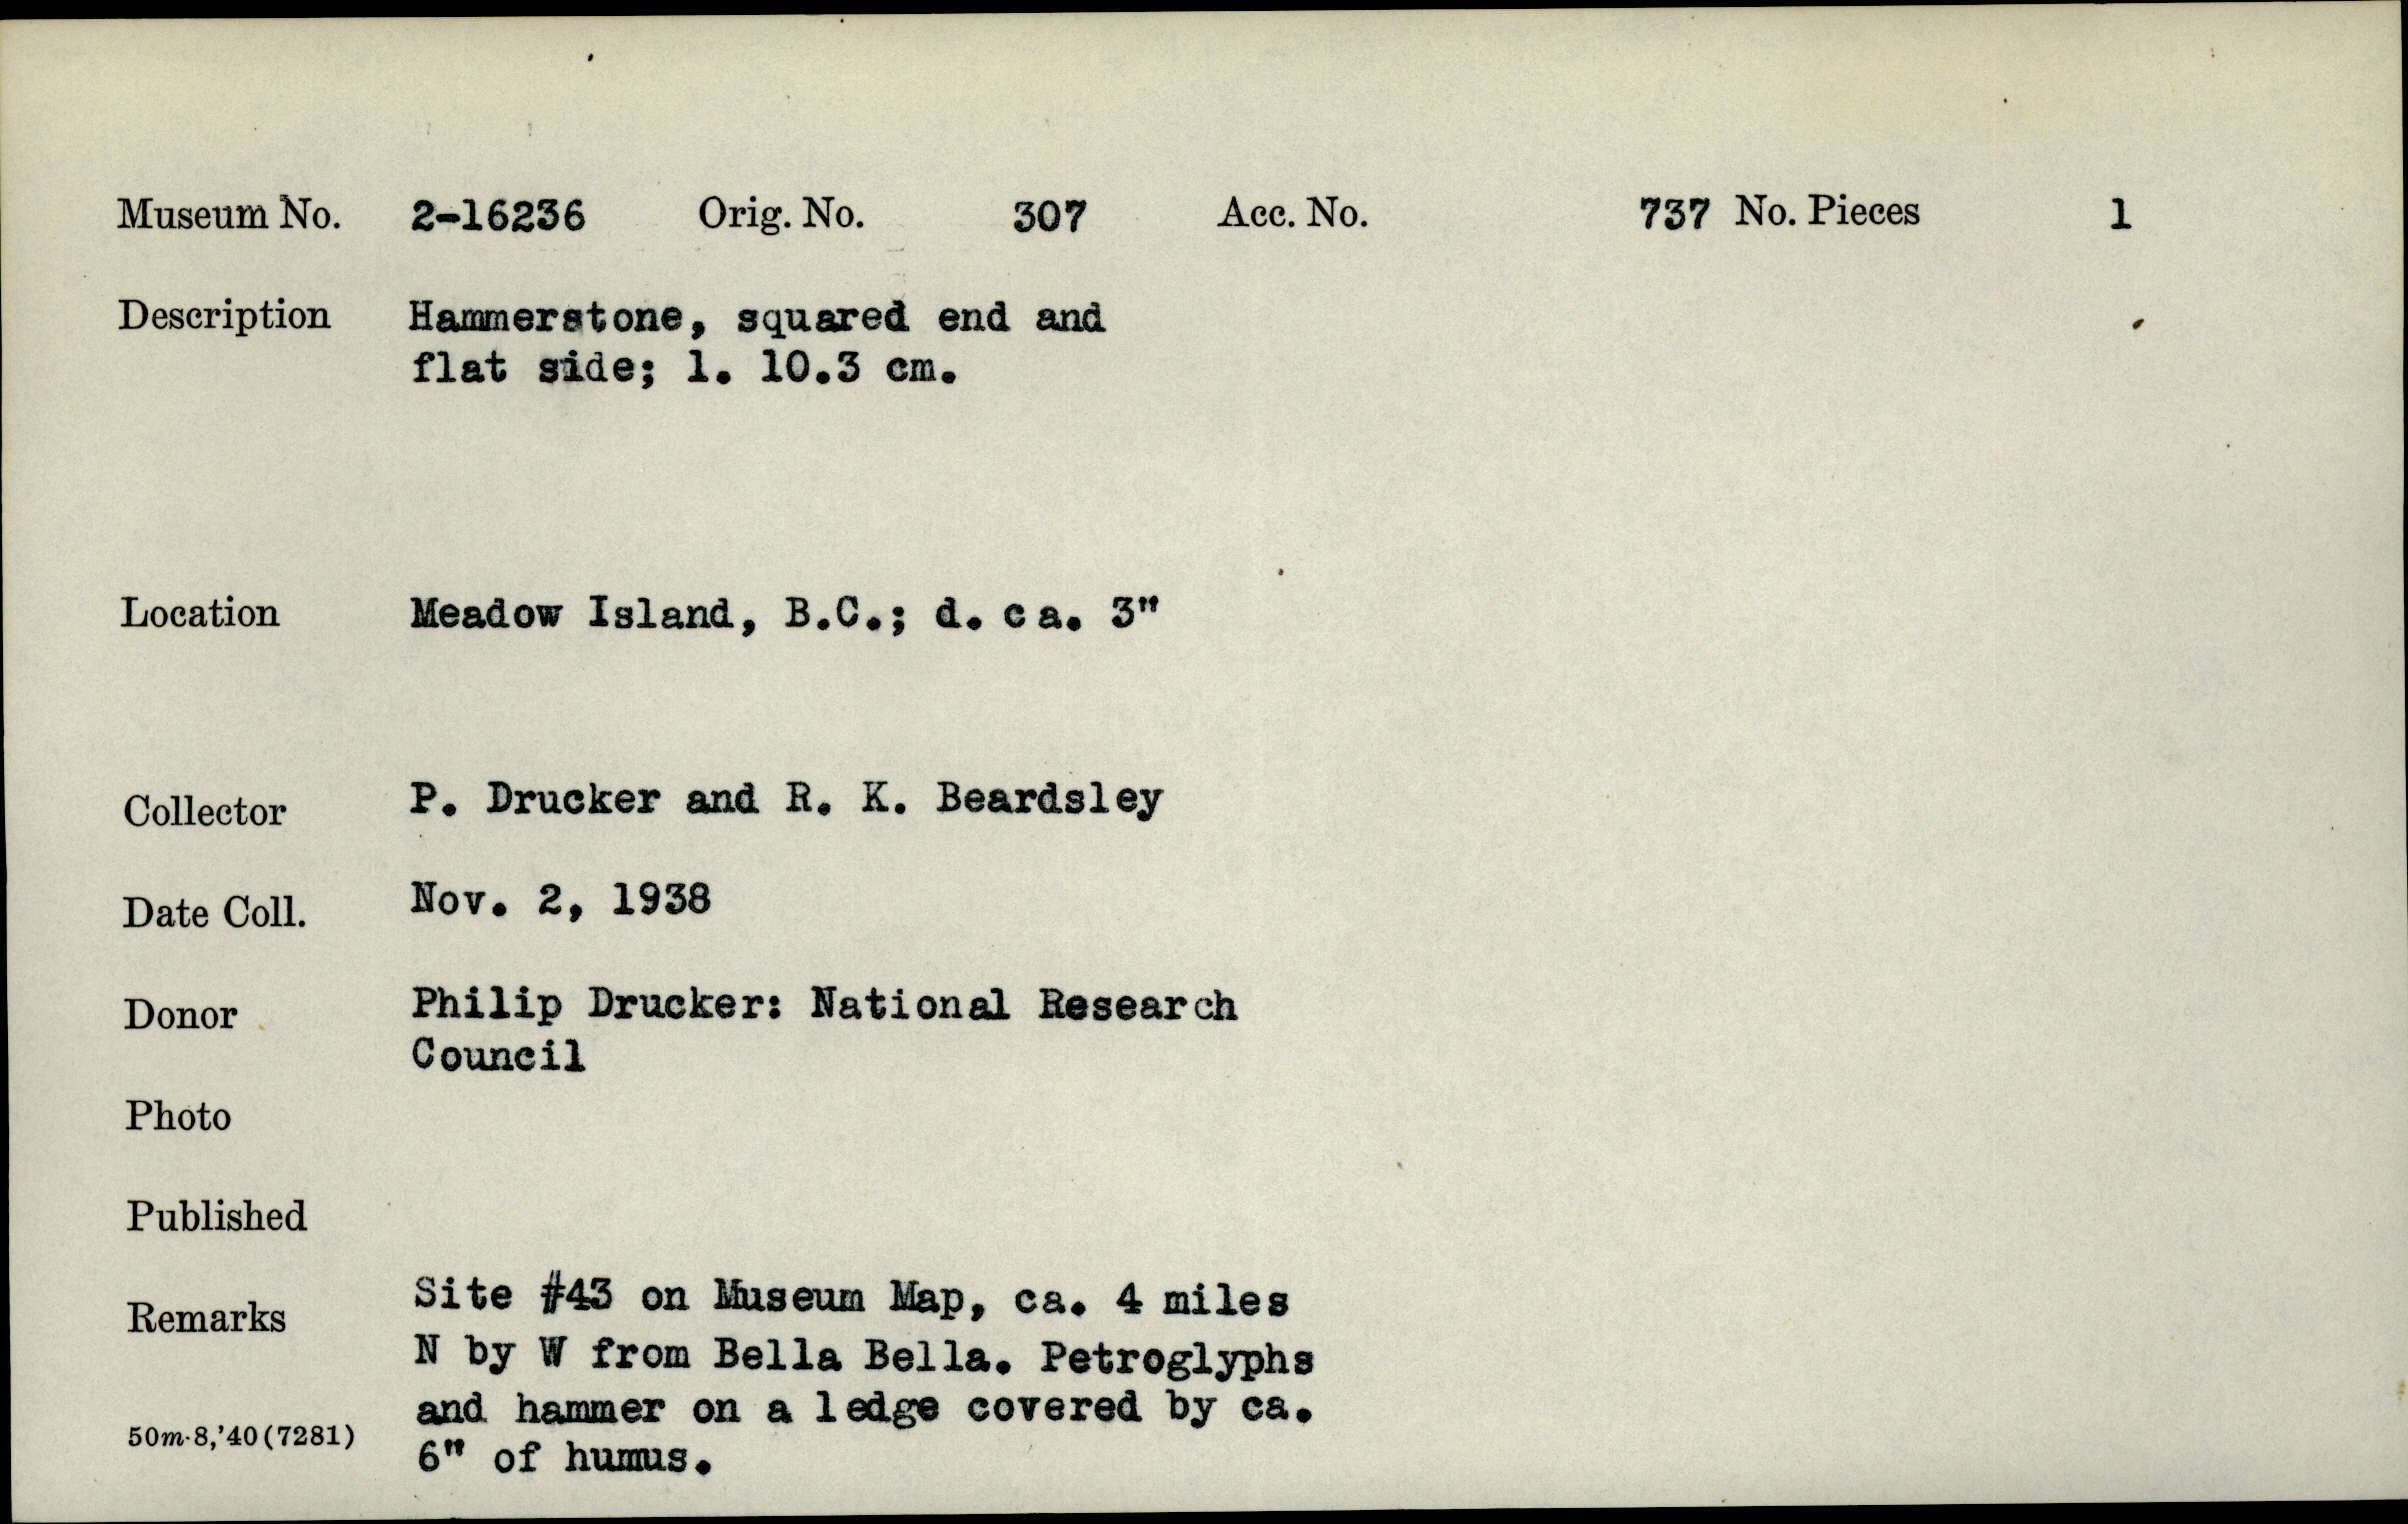 Museum No. 2-16236 Orig. No. 307 Acc. No. 737 No. Pieces 1
Description Hammerstone, squared end and
flat side; l. 10.3 cm.
Location Meadow Island, B.C.; d. ca. 3"
Collector P. Drucker and R. K. Beardsley
Date Coll. Nov. 2, 1938
Donor Philip Drucker: National Research
Council
Photo
Published
Remarks Site #43 on Museum Map, ca. 4 miles
N by W from Bella Bella. Petroglyphs
and hammer on a ledge covered by ca.
6" of humus.
50m-8,'40(7281)